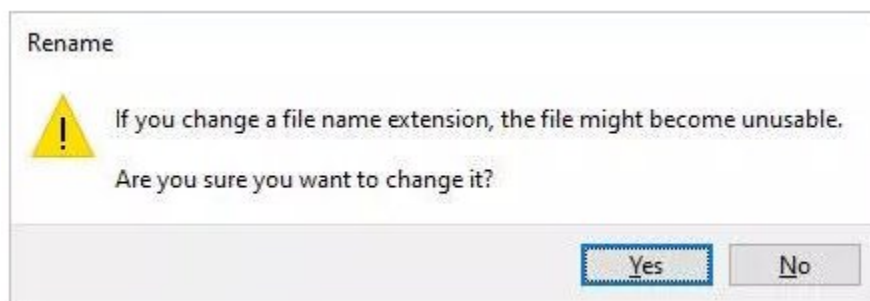 Rename
If you change a file name extension, the file might become unusable.
Are you sure you want to change it?
Yes
No